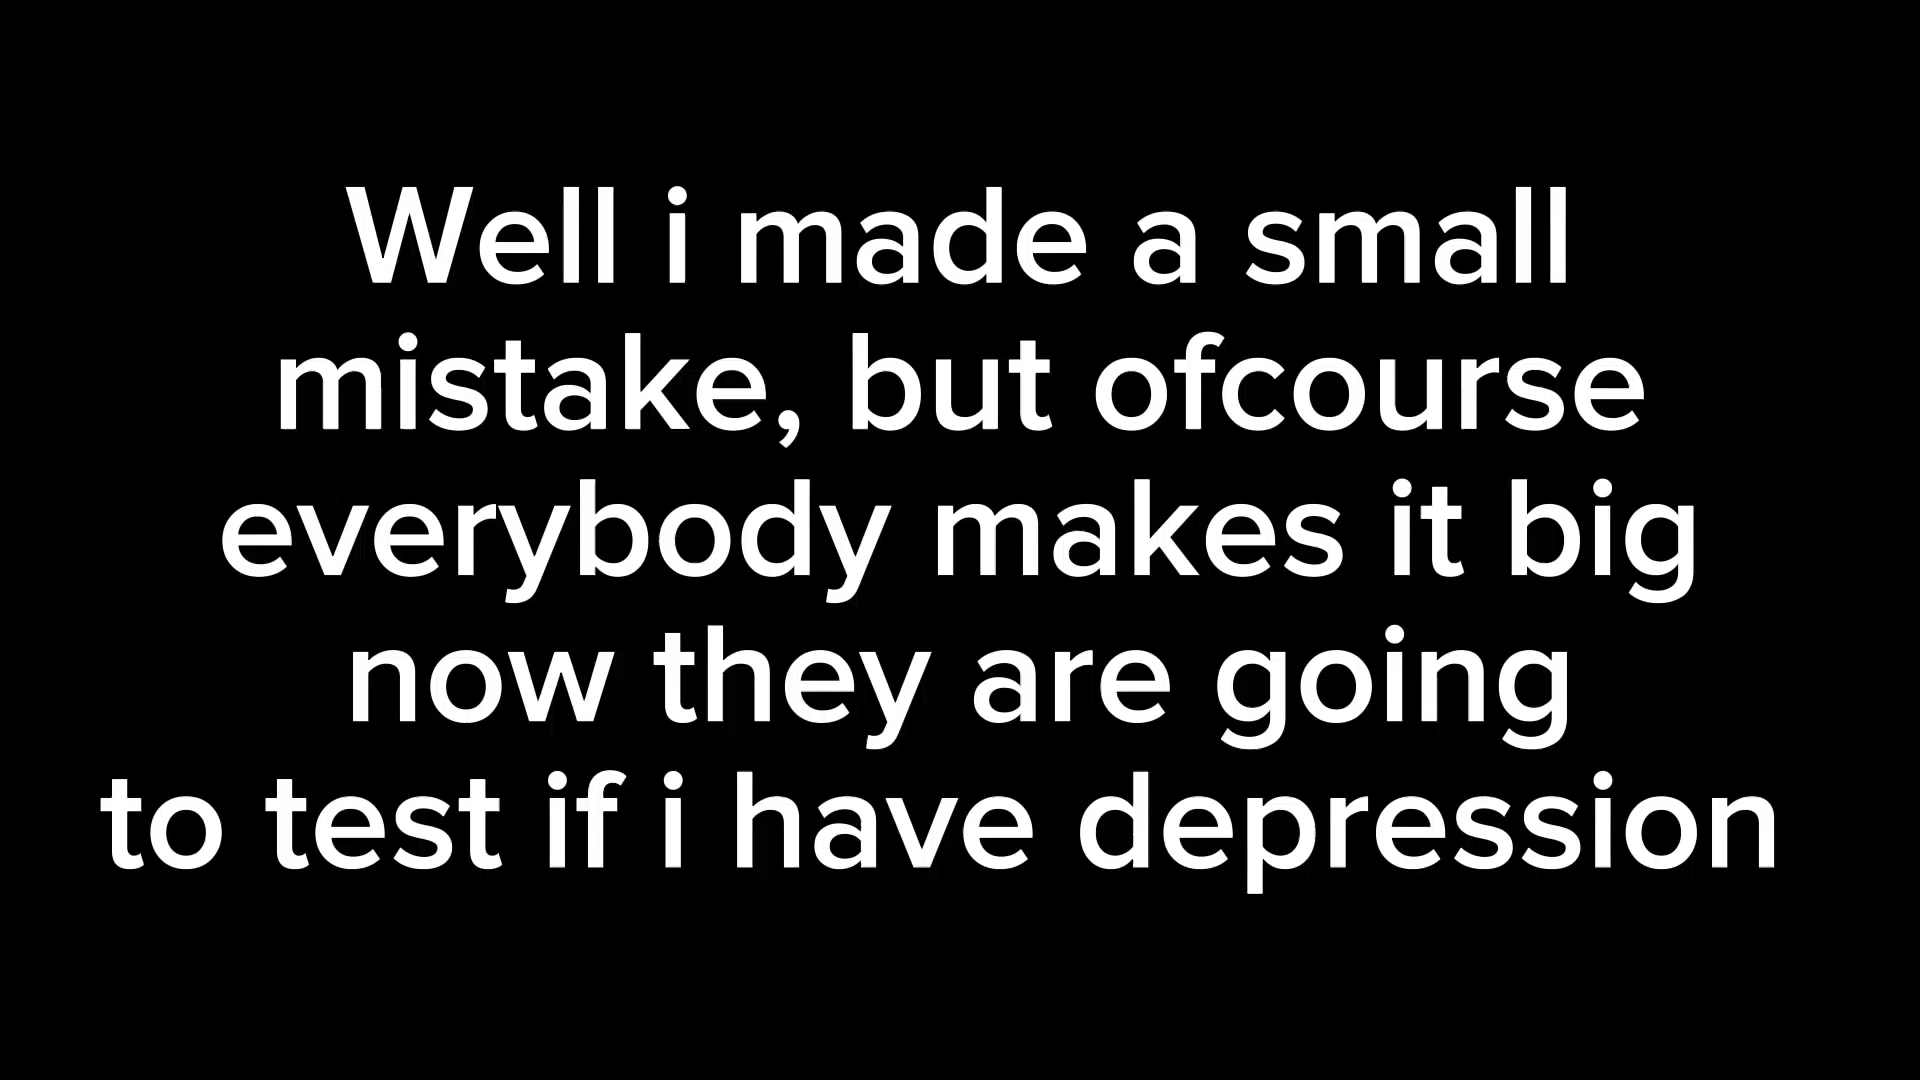 Well i made a small
mistake, but ofcourse
everybody makes it big
now they are going
to test if i have depression